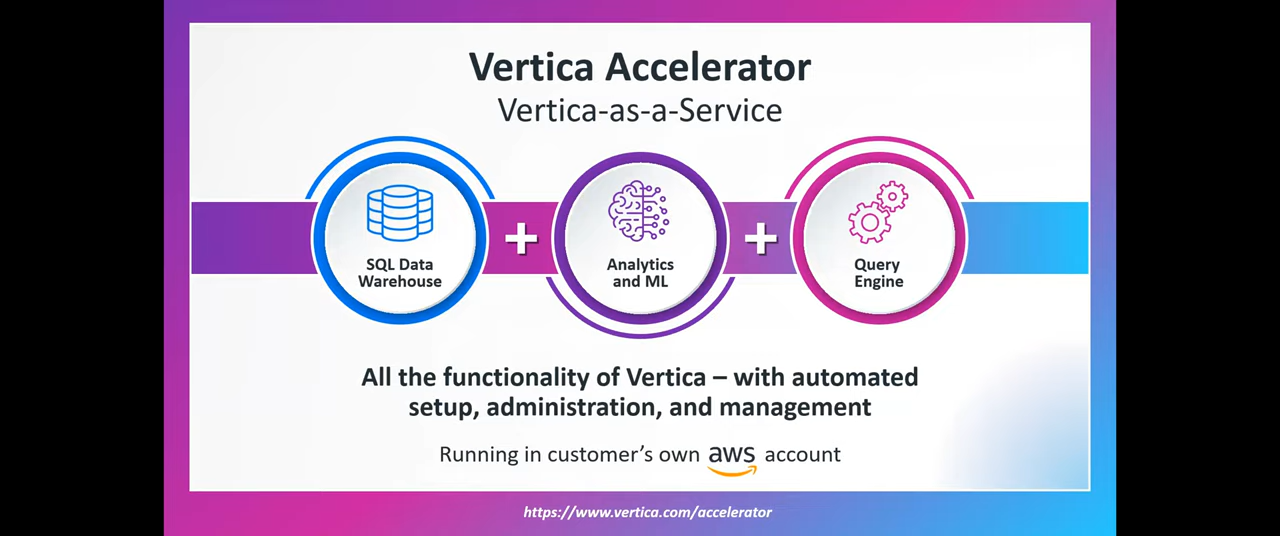 Vertica Accelerator
Vertica-as-a-Service
SQL Data
Warehouse
+
Analytics
and ML
+
Query
Engine
All the functionality of Vertica – with automated
setup, administration, and management
Running in customer's own aws account
https://www.vertica.com/accelerator